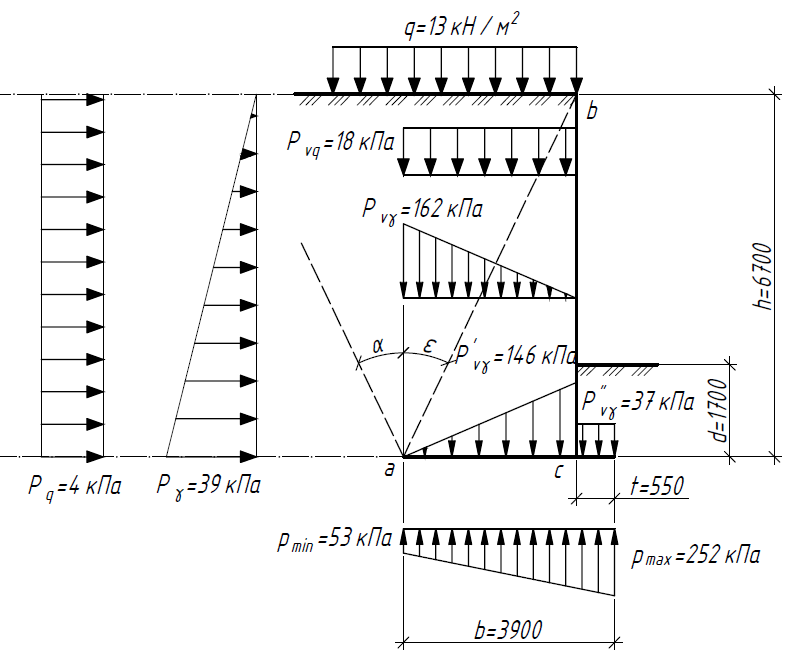 q=13 кН / м²
b
P vq =18 кПа
P vγ =162 кПа
h=6700
α
ε
P' vγ =146 кПа
P" vγ =37 кПа
d=1700
a
c
P q =4 кПа
P γ =39 кПа
t=550
p min =53 кПа
p max =252 кПа
b=3900